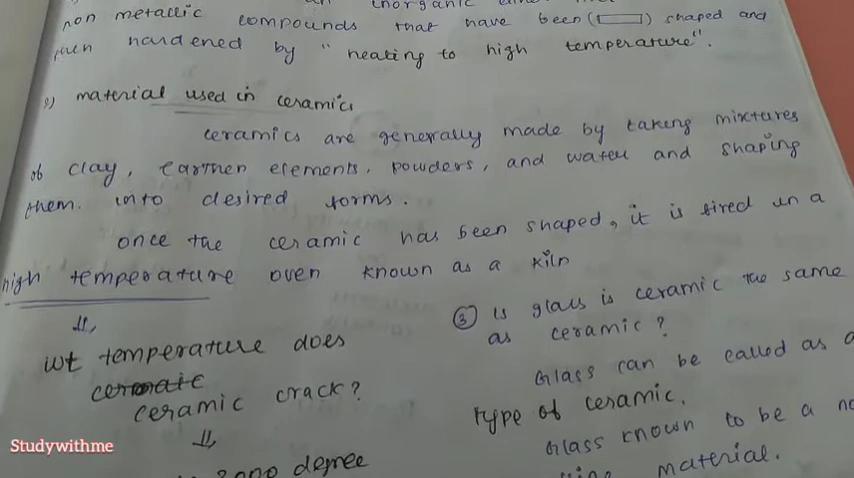 inorganic
non metallic compounds that have been ( ) shaped and
then hardened by "heating to high temperature".
material used in ceramics
ceramics are generally made by taking mixtures
of clay, earthen elements, powders, and water and shaping
them into desired forms.
once the ceramic has been shaped, it is fired in a
high temperature oven known as a kiln
wt temperature does
ceramic crack?
degree
③ is glass is ceramic the same
as ceramic?
Glass can be called as a
type of ceramic.
Glass known to be a
material.
Studywithme